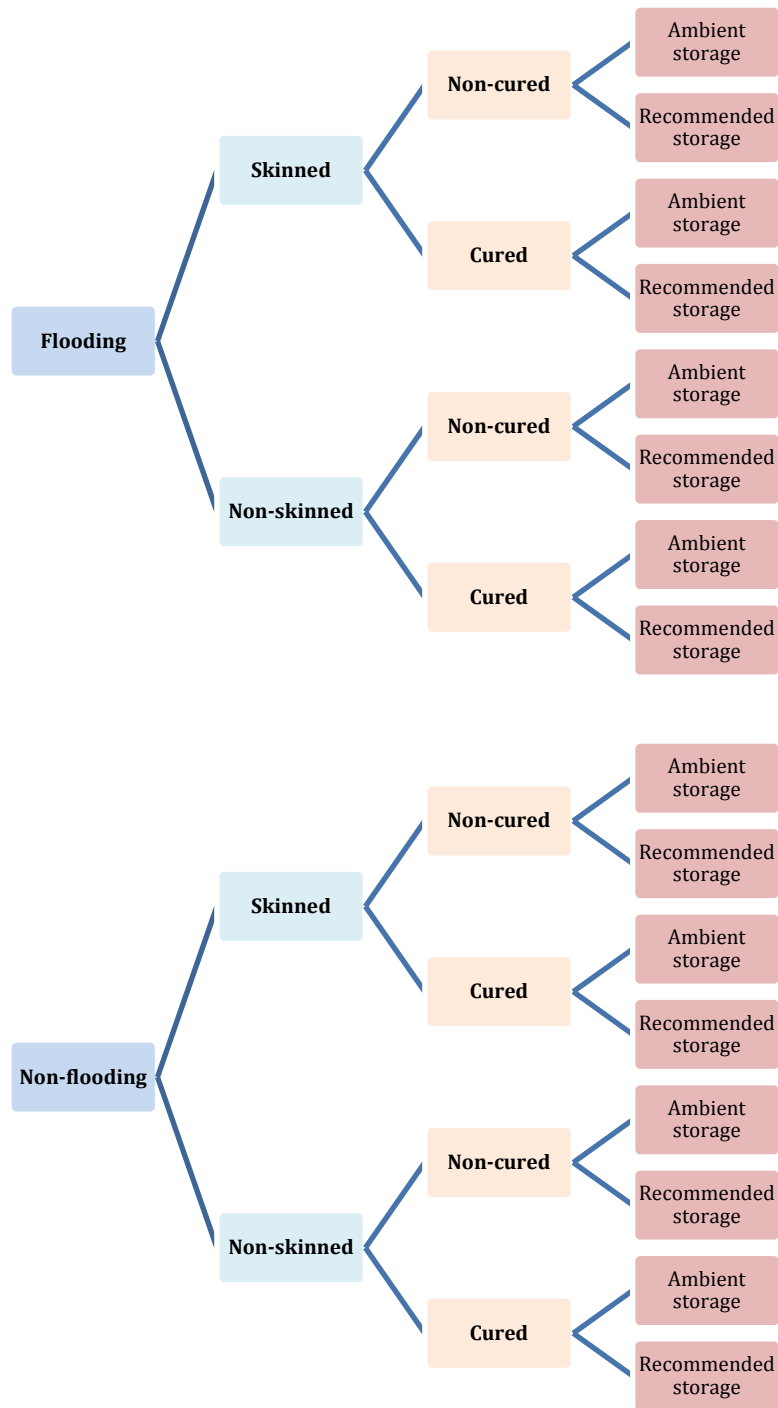 Ambient
storage
Non-cured
Recommended
storage
Skinned
Ambient
storage
Cured
Recommended
storage
Flooding
Ambient
storage
Non-cured
Recommended
storage
Non-skinned
Ambient
storage
Cured
Recommended
storage
Ambient
storage
Non-cured
Recommended
storage
Skinned
Ambient
storage
Cured
Recommended
storage
Non-flooding
Ambient
storage
Non-cured
Recommended
storage
Non-skinned
Ambient
storage
Cured
Recommended
storage